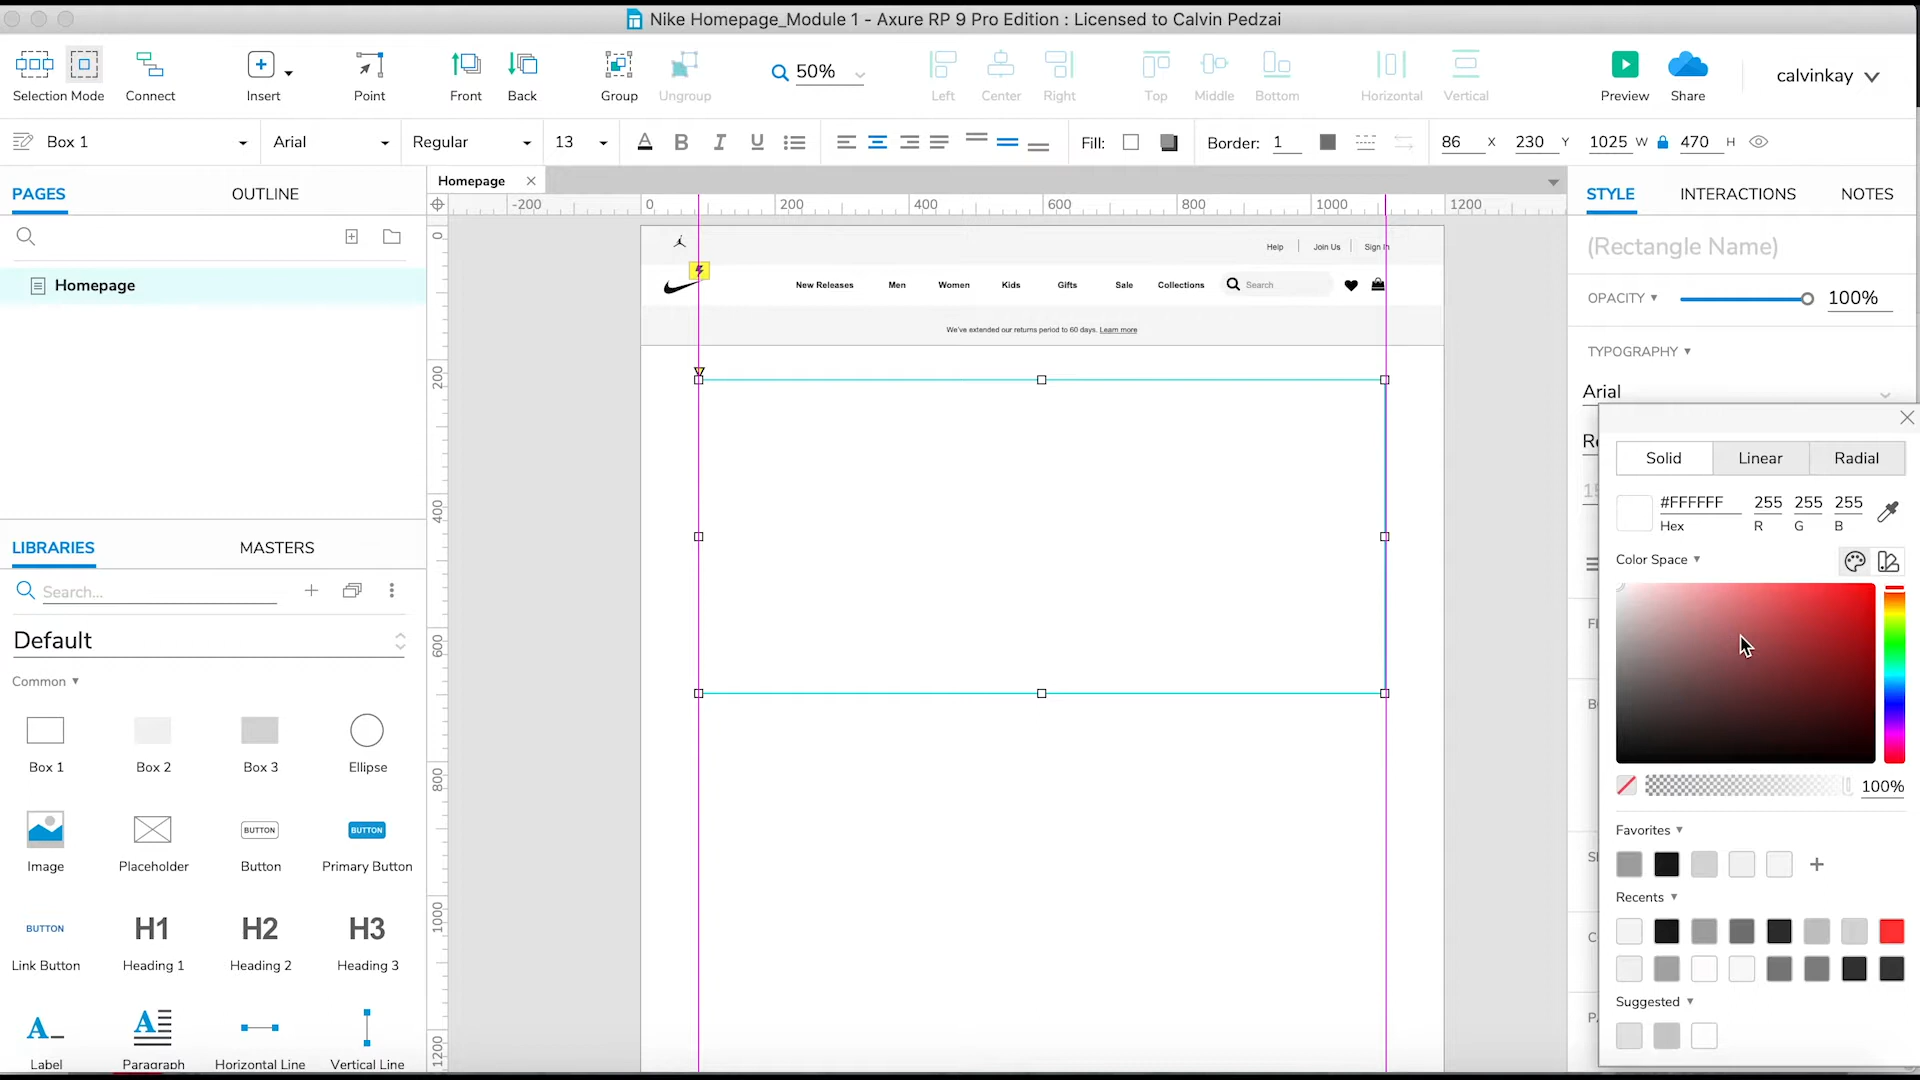 Nike Homepage_Module 1 - Axure RP 9 Pro Edition : Licensed to Calvin Pedzai
Selection Mode
Connect
Insert
Point
Front
Back
Group
Ungroup
50%
Left
Center
Right
Top
Middle
Bottom
Horizontal
Vertical
Preview
Share
calvinkay
Box 1
Arial
Regular
13
Fill:
Border: 1
86 X
230 Y
1025 W
470 H
PAGES
OUTLINE
Homepage
LIBRARIES
MASTERS
Search...
Default
Common
Box 1
Box 2
Box 3
Ellipse
Image
Placeholder
BUTTON
Button
BUTTON
Primary Button
BUTTON
Link Button
H1
Heading 1
H2
Heading 2
H3
Heading 3
A
Label
A
Paragraph
Horizontal Line
Vertical Line
Homepage
-200
0
200
400
600
800
1000
1200
0
200
400
600
800
1000
1200
Help
Join Us
Sign In
New Releases
Men
Women
Kids
Gifts
Sale
Collections
Search
We've extended our returns period to 60 days. Learn more
STYLE
INTERACTIONS
NOTES
(Rectangle Name)
OPACITY
100%
TYPOGRAPHY
Arial
Solid
Linear
Radial
#FFFFFF
255
255
255
Hex
R
G
B
Color Space
100%
Favorites
Recents
Suggested